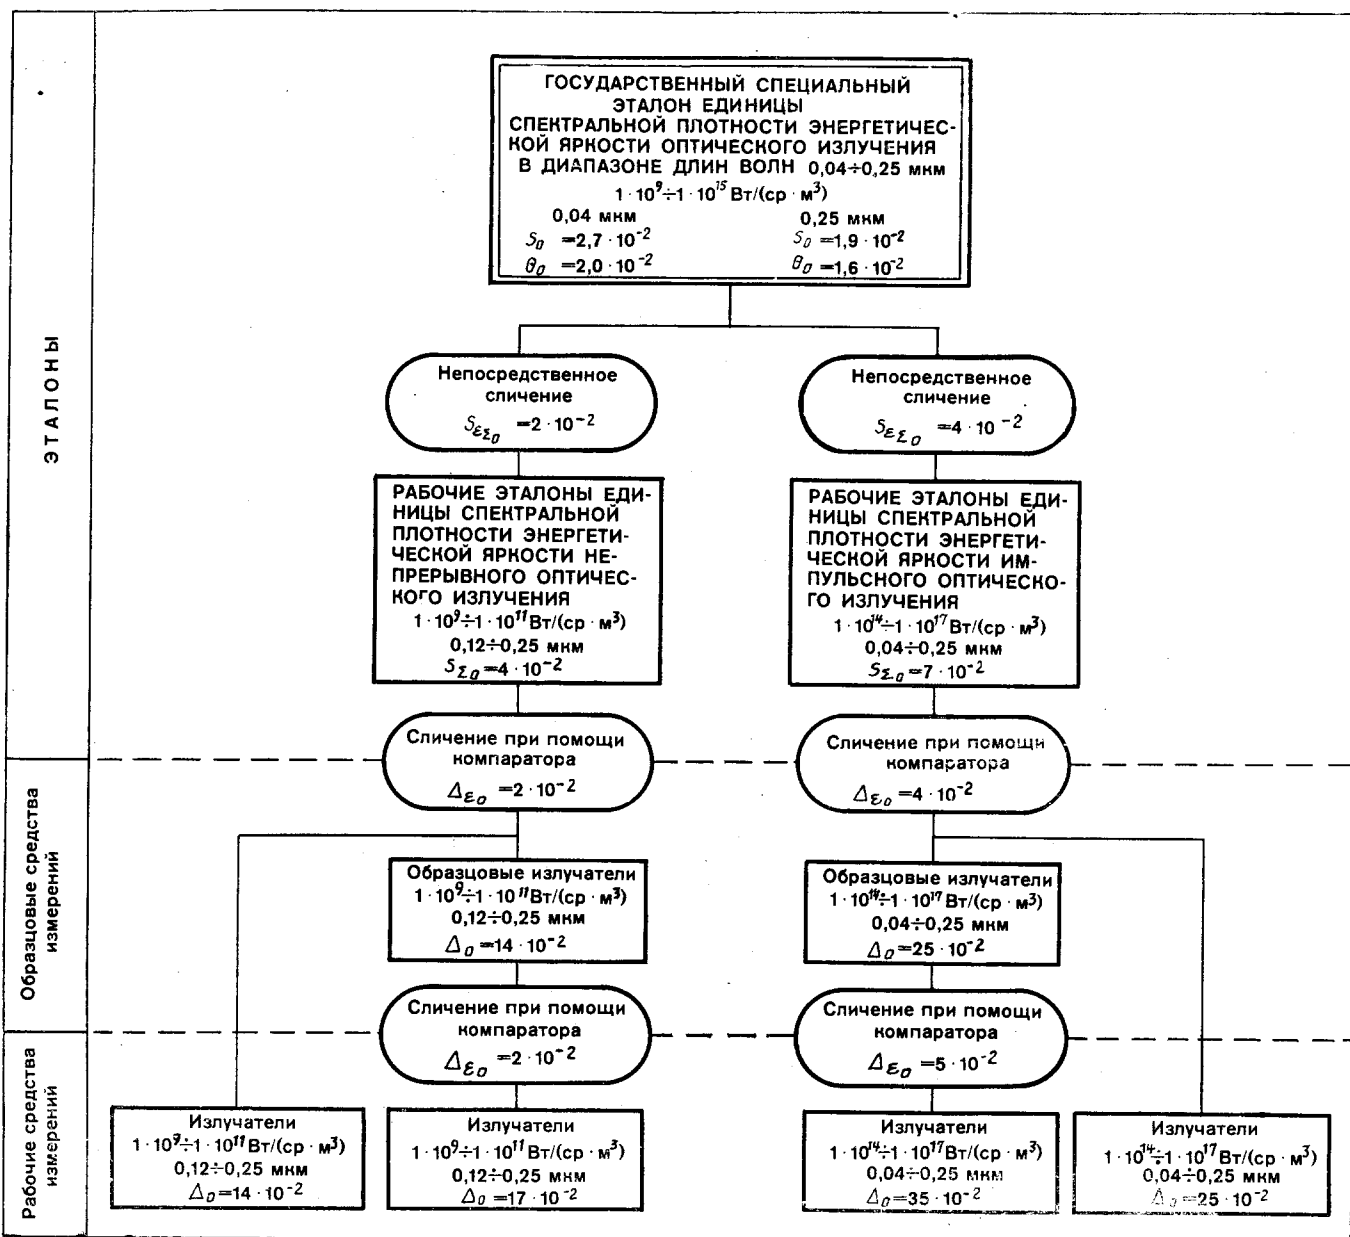 ЭТАЛОНЫ
ГОСУДАРСТВЕННЫЙ СПЕЦИАЛЬНЫЙ
ЭТАЛОН ЕДИНИЦЫ
СПЕКТРАЛЬНОЙ ПЛОТНОСТИ ЭНЕРГЕТИЧЕС-
КОЙ ЯРКОСТИ ОПТИЧЕСКОГО ИЗЛУЧЕНИЯ
В ДИАПАЗОНЕ ДЛИН ВОЛН 0,04÷0,25 мкм
1·10⁹÷1·10¹⁵ Вт/(ср·м³)
0,04 мкм
S₀ =2,7·10⁻²
θ₀ =2,0·10⁻²
0,25 мкм
S₀ =1,9·10⁻²
θ₀ =1,6·10⁻²
Непосредственное
сличение
S_εΣ₀ =2·10⁻²
Непосредственное
сличение
S_εΣ₀ =4·10⁻²
РАБОЧИЕ ЭТАЛОНЫ ЕДИ-
НИЦЫ СПЕКТРАЛЬНОЙ
ПЛОТНОСТИ ЭНЕРГЕТИ-
ЧЕСКОЙ ЯРКОСТИ НЕ-
ПРЕРЫВНОГО ОПТИЧЕС-
КОГО ИЗЛУЧЕНИЯ
1·10⁹÷1·10¹¹ Вт/(ср·м³)
0,12÷0,25 мкм
S_Σ₀=4·10⁻²
РАБОЧИЕ ЭТАЛОНЫ ЕДИ-
НИЦЫ СПЕКТРАЛЬНОЙ
ПЛОТНОСТИ ЭНЕРГЕТИ-
ЧЕСКОЙ ЯРКОСТИ ИМ-
ПУЛЬСНОГО ОПТИЧЕСКО-
ГО ИЗЛУЧЕНИЯ
1·10¹⁴÷1·10¹⁷ Вт/(ср·м³)
0,04÷0,25 мкм
S_Σ₀=7·10⁻²
Сличение при помощи
компаратора
Δ_ε₀ =2·10⁻²
Сличение при помощи
компаратора
Δ_ε₀ =4·10⁻²
Образцовые средства
измерений
Образцовые излучатели
1·10⁹÷1·10¹¹ Вт/(ср·м³)
0,12÷0,25 мкм
Δ₀=14·10⁻²
Образцовые излучатели
1·10¹⁴÷1·10¹⁷ Вт/(ср·м³)
0,04÷0,25 мкм
Δ₀=25·10⁻²
Сличение при помощи
компаратора
Δ_ε₀ =2·10⁻²
Сличение при помощи
компаратора
Δ_ε₀ =5·10⁻²
Рабочие средства
измерений
Излучатели
1·10⁹÷1·10¹¹ Вт/(ср·м³)
0,12÷0,25 мкм
Δ₀=14·10⁻²
Излучатели
1·10⁹÷1·10¹¹ Вт/(ср·м³)
0,12÷0,25 мкм
Δ₀=17·10⁻²
Излучатели
1·10¹⁴÷1·10¹⁷ Вт/(ср·м³)
0,04÷0,25 мкм
Δ₀=35·10⁻²
Излучатели
1·10¹⁴÷1·10¹⁷ Вт/(ср·м³)
0,04÷0,25 мкм
Δ₀=25·10⁻²